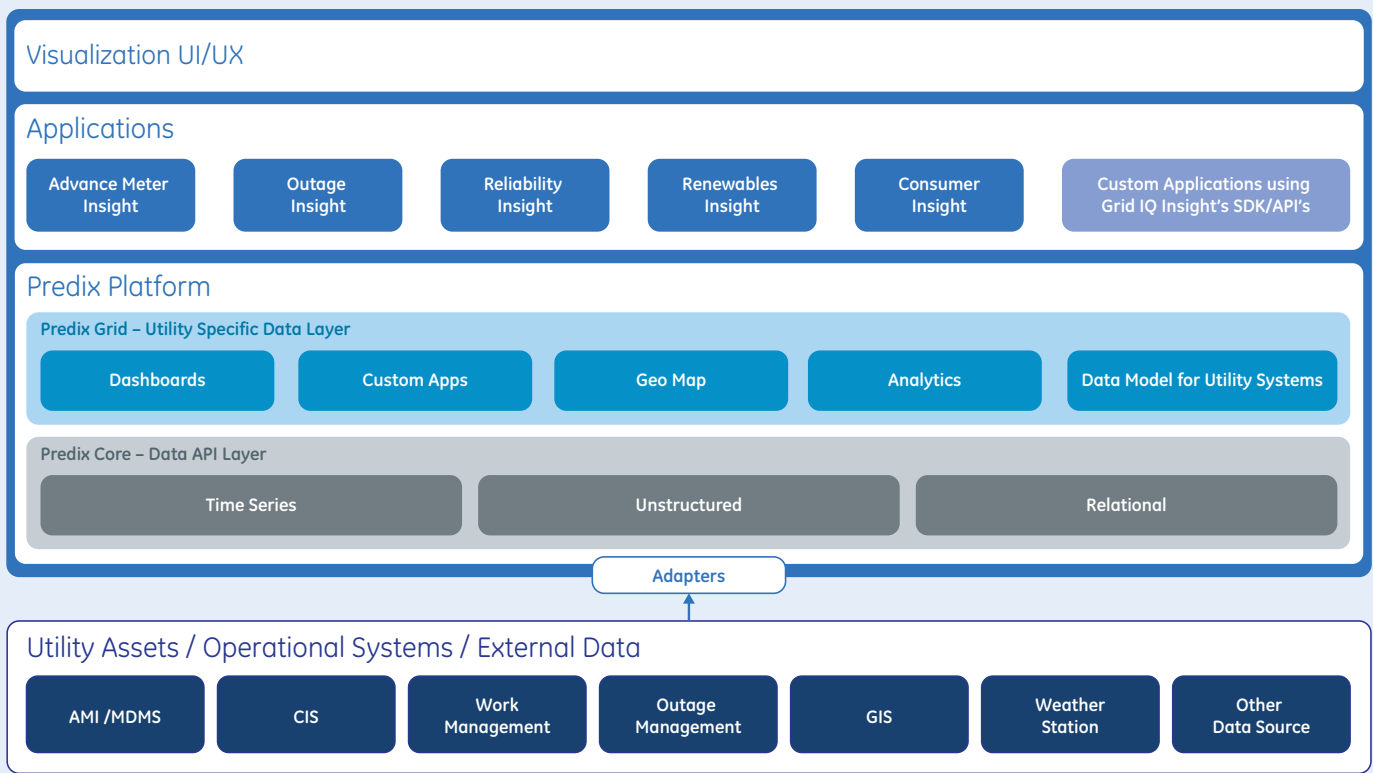 Visualization UI/UX
Applications
Advance Meter
Insight
Outage
Insight
Reliability
Insight
Renewables
Insight
Consumer
Insight
Custom Applications using
Grid IQ Insight's SDK/API's
Predix Platform
Predix Grid – Utility Specific Data Layer
Dashboards
Custom Apps
Geo Map
Analytics
Data Model for Utility Systems
Predix Core – Data API Layer
Time Series
Unstructured
Relational
Adapters
Utility Assets / Operational Systems / External Data
AMI /MDMS
CIS
Work
Management
Outage
Management
GIS
Weather
Station
Other
Data Source